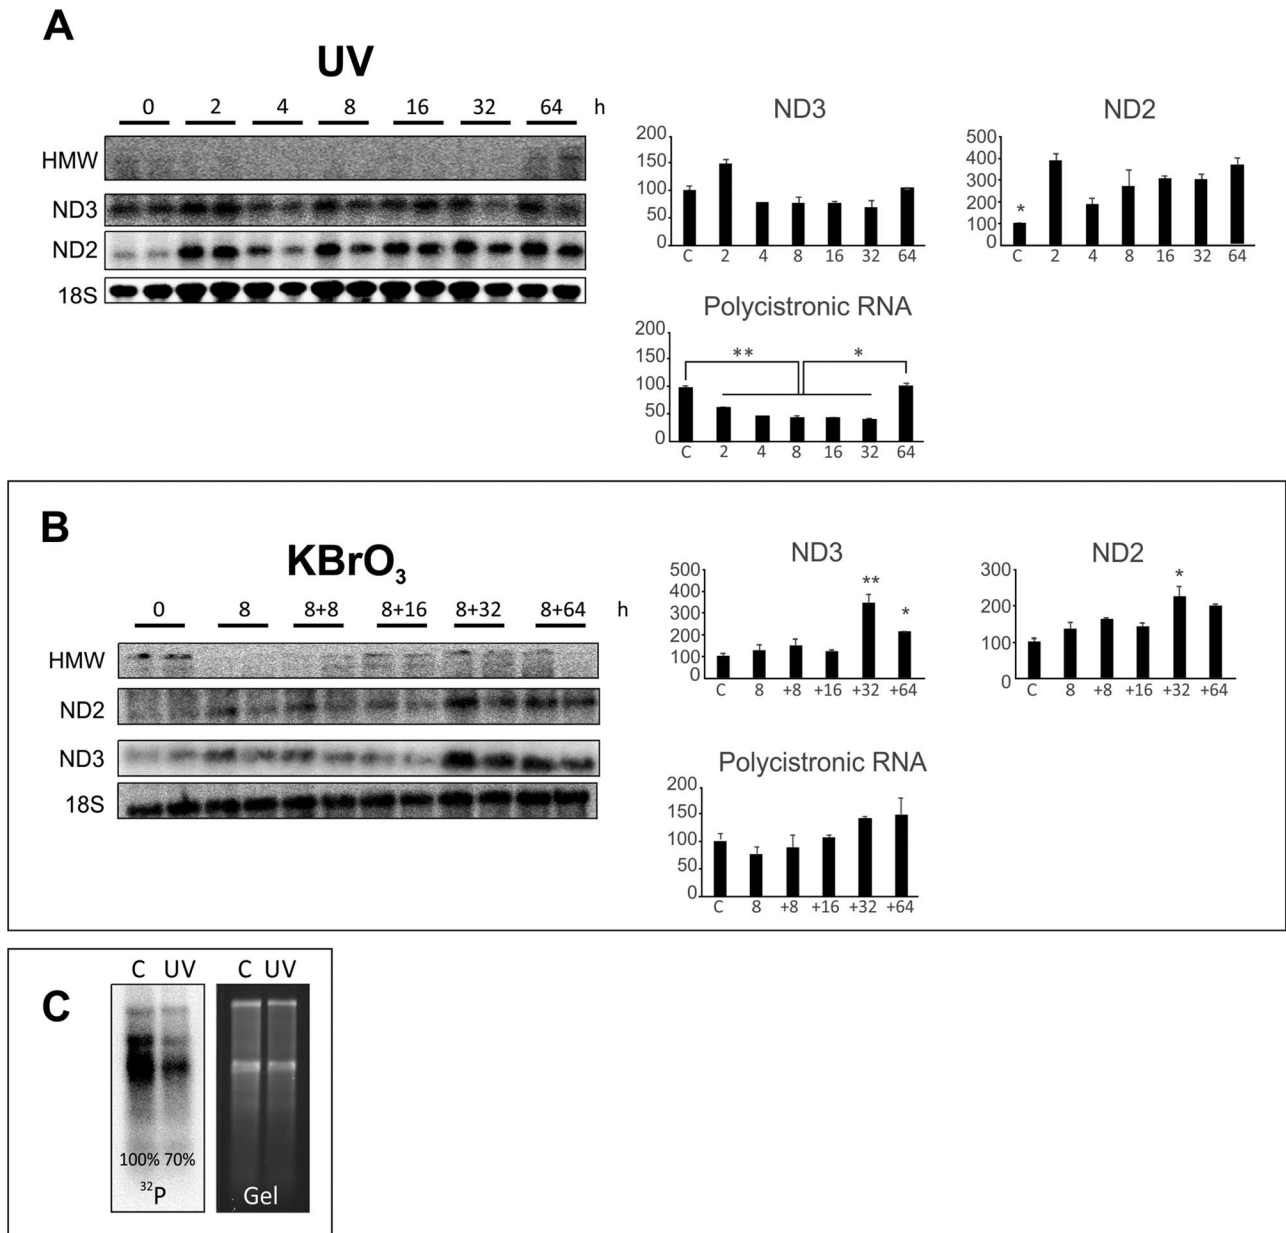 A
UV
0 2 4 8 16 32 64 h
HMW
ND3
ND2
18S
ND3
200
150
100
50
0
C 2 4 8 16 32 64
ND2
500
400
300
200
100
0
*
C 2 4 8 16 32 64
Polycistronic RNA
200
150
100
50
0
** *
C 2 4 8 16 32 64
B
KBrO₃
0 8 8+8 8+16 8+32 8+64 h
HMW
ND2
ND3
18S
ND3
500
400
300
200
100
0
** *
C 8 +8 +16 +32 +64
ND2
300
200
100
0
*
C 8 +8 +16 +32 +64
Polycistronic RNA
200
150
100
50
0
C 8 +8 +16 +32 +64
C
C UV C UV
100% 70%
³²P Gel